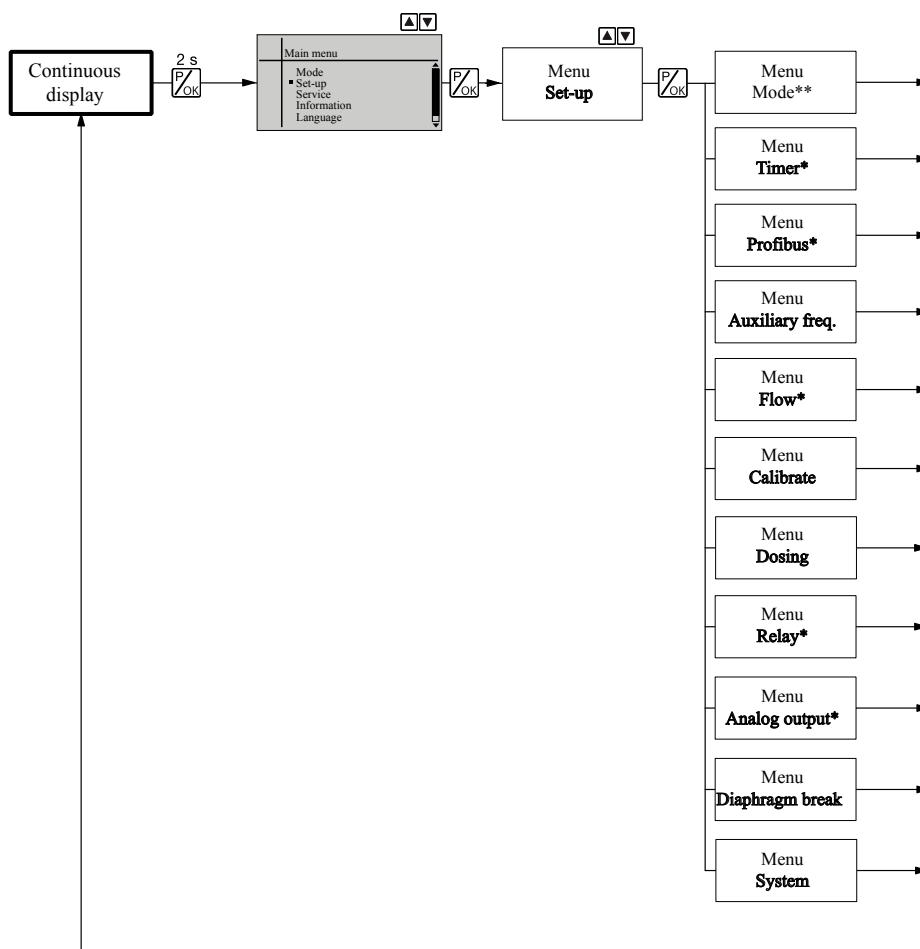 Continuous
display
2 s
P/OK
Main menu
Mode
Set-up
Service
Information
Language
P/OK
Menu
Set-up
P/OK
Menu
Mode**
Menu
Timer*
Menu
Profibus*
Menu
Auxiliary freq.
Menu
Flow*
Menu
Calibrate
Menu
Dosing
Menu
Relay*
Menu
Analog output*
Menu
Diaphragm break
Menu
System